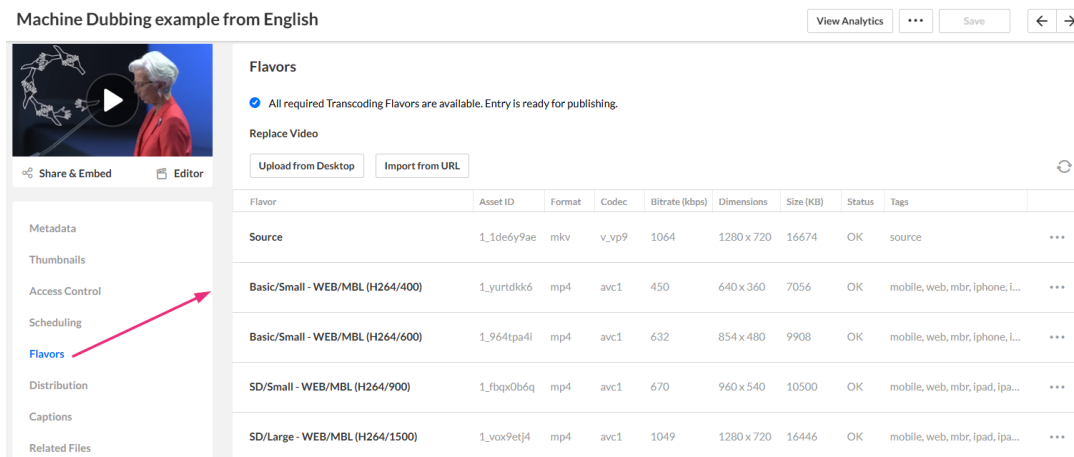 Machine Dubbing example from English
View Analytics ••• Save
Share & Embed Editor
Metadata
Thumbnails
Access Control
Scheduling
Flavors
Distribution
Captions
Related Files
Flavors
All required Transcoding Flavors are available. Entry is ready for publishing.
Replace Video
Upload from Desktop Import from URL
Flavor Asset ID Format Codec Bitrate (kbps) Dimensions Size (KB) Status Tags
Source 1_1de6y9ae mkv v_vp9 1064 1280 x 720 16674 OK source
Basic/Small - WEB/MBL (H264/400) 1_yurtdkk6 mp4 avc1 450 640 x 360 7056 OK mobile, web, mbr, iphone, i...
Basic/Small - WEB/MBL (H264/600) 1_964tpa4i mp4 avc1 632 854 x 480 9908 OK mobile, web, mbr, iphone, i...
SD/Small - WEB/MBL (H264/900) 1_fbqx0b6q mp4 avc1 670 960 x 540 10500 OK mobile, web, mbr, ipad, ipa...
SD/Large - WEB/MBL (H264/1500) 1_vox9etj4 mp4 avc1 1049 1280 x 720 16446 OK mobile, web, mbr, ipad, ipa...